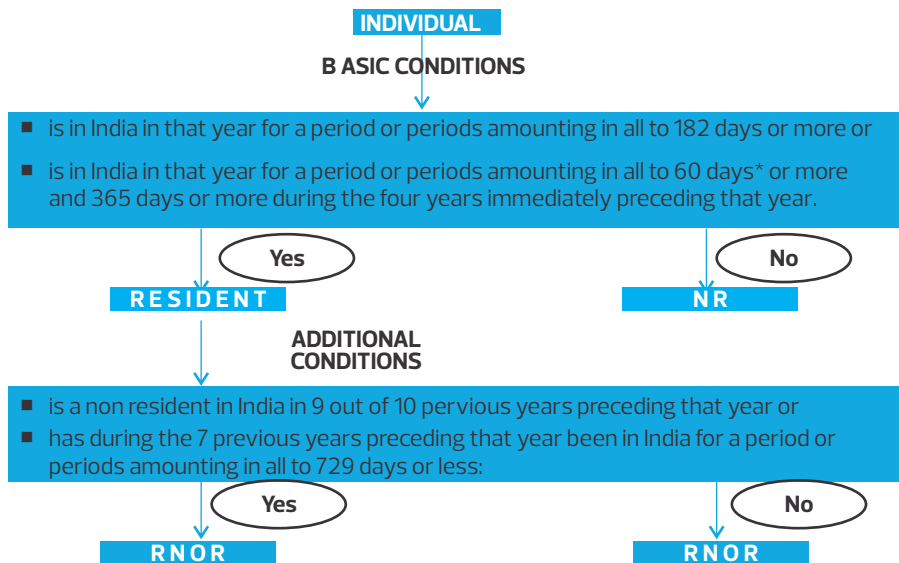 INDIVIDUAL
B ASIC CONDITIONS
■ is in India in that year for a period or periods amounting in all to 182 days or more or
■ is in India in that year for a period or periods amounting in all to 60 days* or more
and 365 days or more during the four years immediately preceding that year.
Yes No
RESIDENT NR
ADDITIONAL
CONDITIONS
■ is a non resident in India in 9 out of 10 pervious years preceding that year or
■ has during the 7 previous years preceding that year been in India for a period or
periods amounting in all to 729 days or less:
Yes No
RNOR RNOR